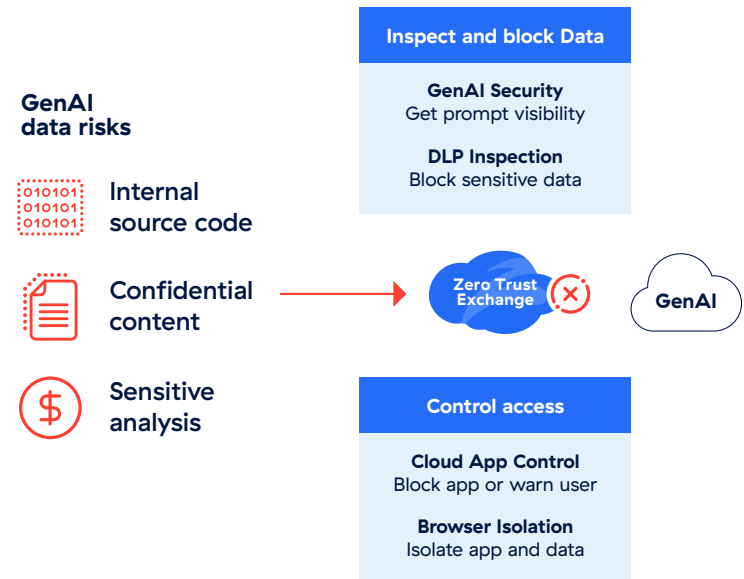 GenAI
data risks
010101
010101
010101
Internal
source code
Confidential
content
$
Sensitive
analysis
Inspect and block Data
GenAI Security
Get prompt visibility
DLP Inspection
Block sensitive data
Zero Trust
Exchange
GenAI
Control access
Cloud App Control
Block app or warn user
Browser Isolation
Isolate app and data